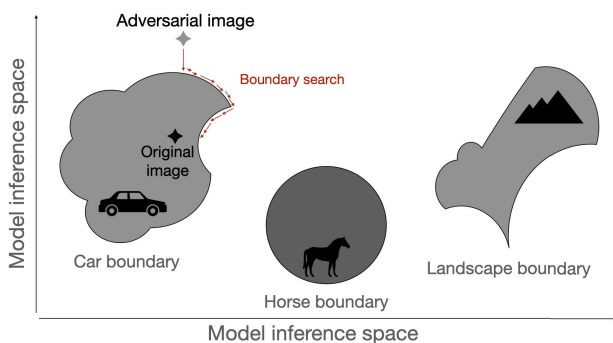 Adversarial image
Boundary search
Original
image
Car boundary
Horse boundary
Landscape boundary
Model inference space
Model inference space